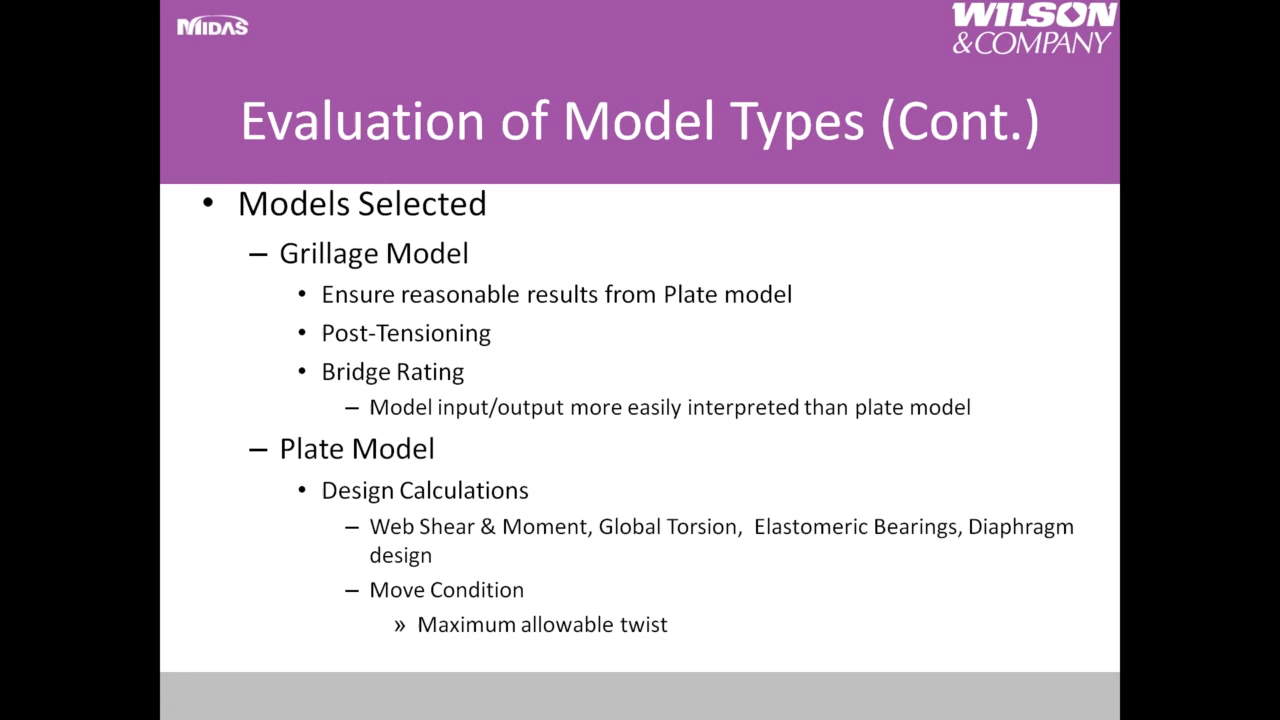 MIDAS
WILSON
&COMPANY
Evaluation of Model Types (Cont.)
• Models Selected
– Grillage Model
• Ensure reasonable results from Plate model
• Post-Tensioning
• Bridge Rating
– Model input/output more easily interpreted than plate model
– Plate Model
• Design Calculations
– Web Shear & Moment, Global Torsion, Elastomeric Bearings, Diaphragm
design
– Move Condition
» Maximum allowable twist